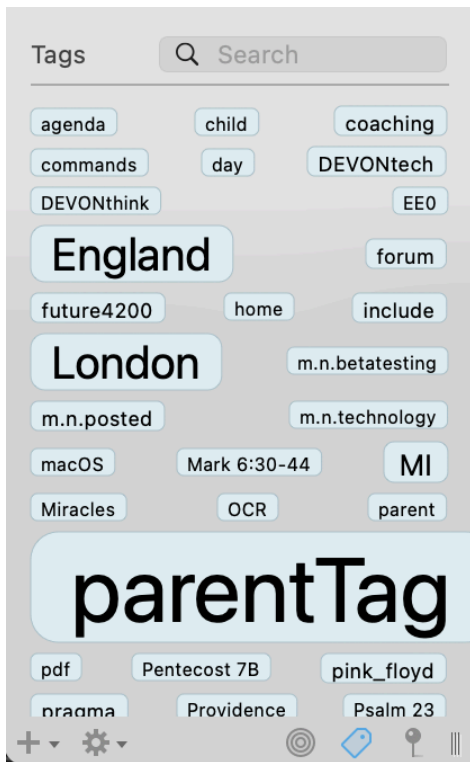 Tags Search
agenda child coaching
commands day DEVONtech
DEVONthink EE0
England forum
future4200 home include
London m.n.betatesting
m.n.posted m.n.technology
macOS Mark 6:30-44 MI
Miracles OCR parent
parentTag
pdf Pentecost 7B pink_floyd
pragma Providence Psalm 23